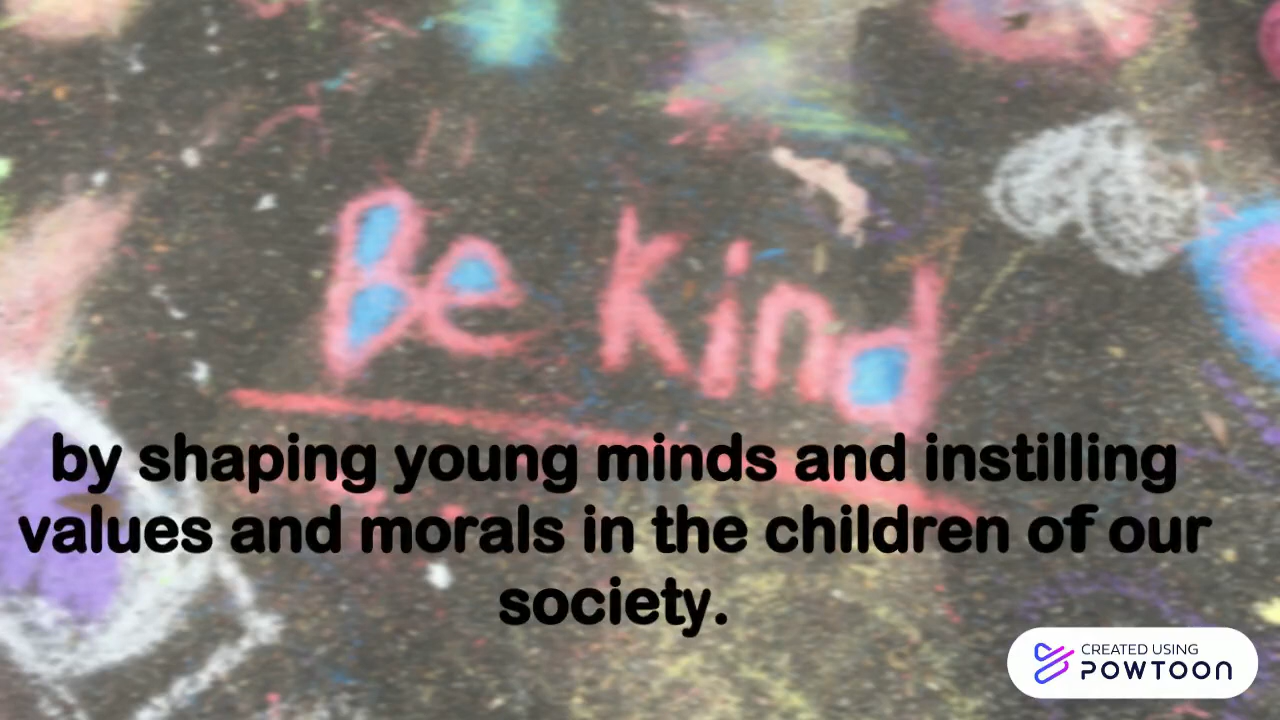 Be Kind
by shaping young minds and instilling
values and morals in the children of our
society.
CREATED USING
POWTOON